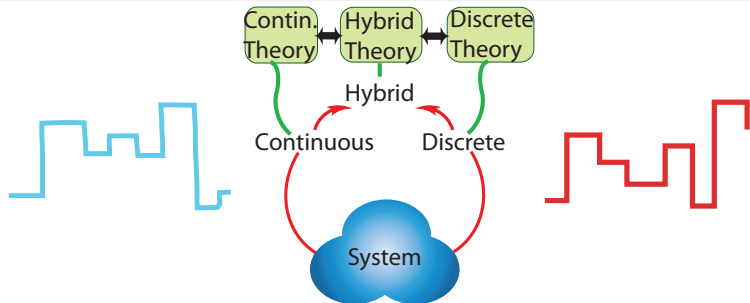 Contin.
Theory
Hybrid
Theory
Discrete
Theory
Hybrid
Continuous
Discrete
System